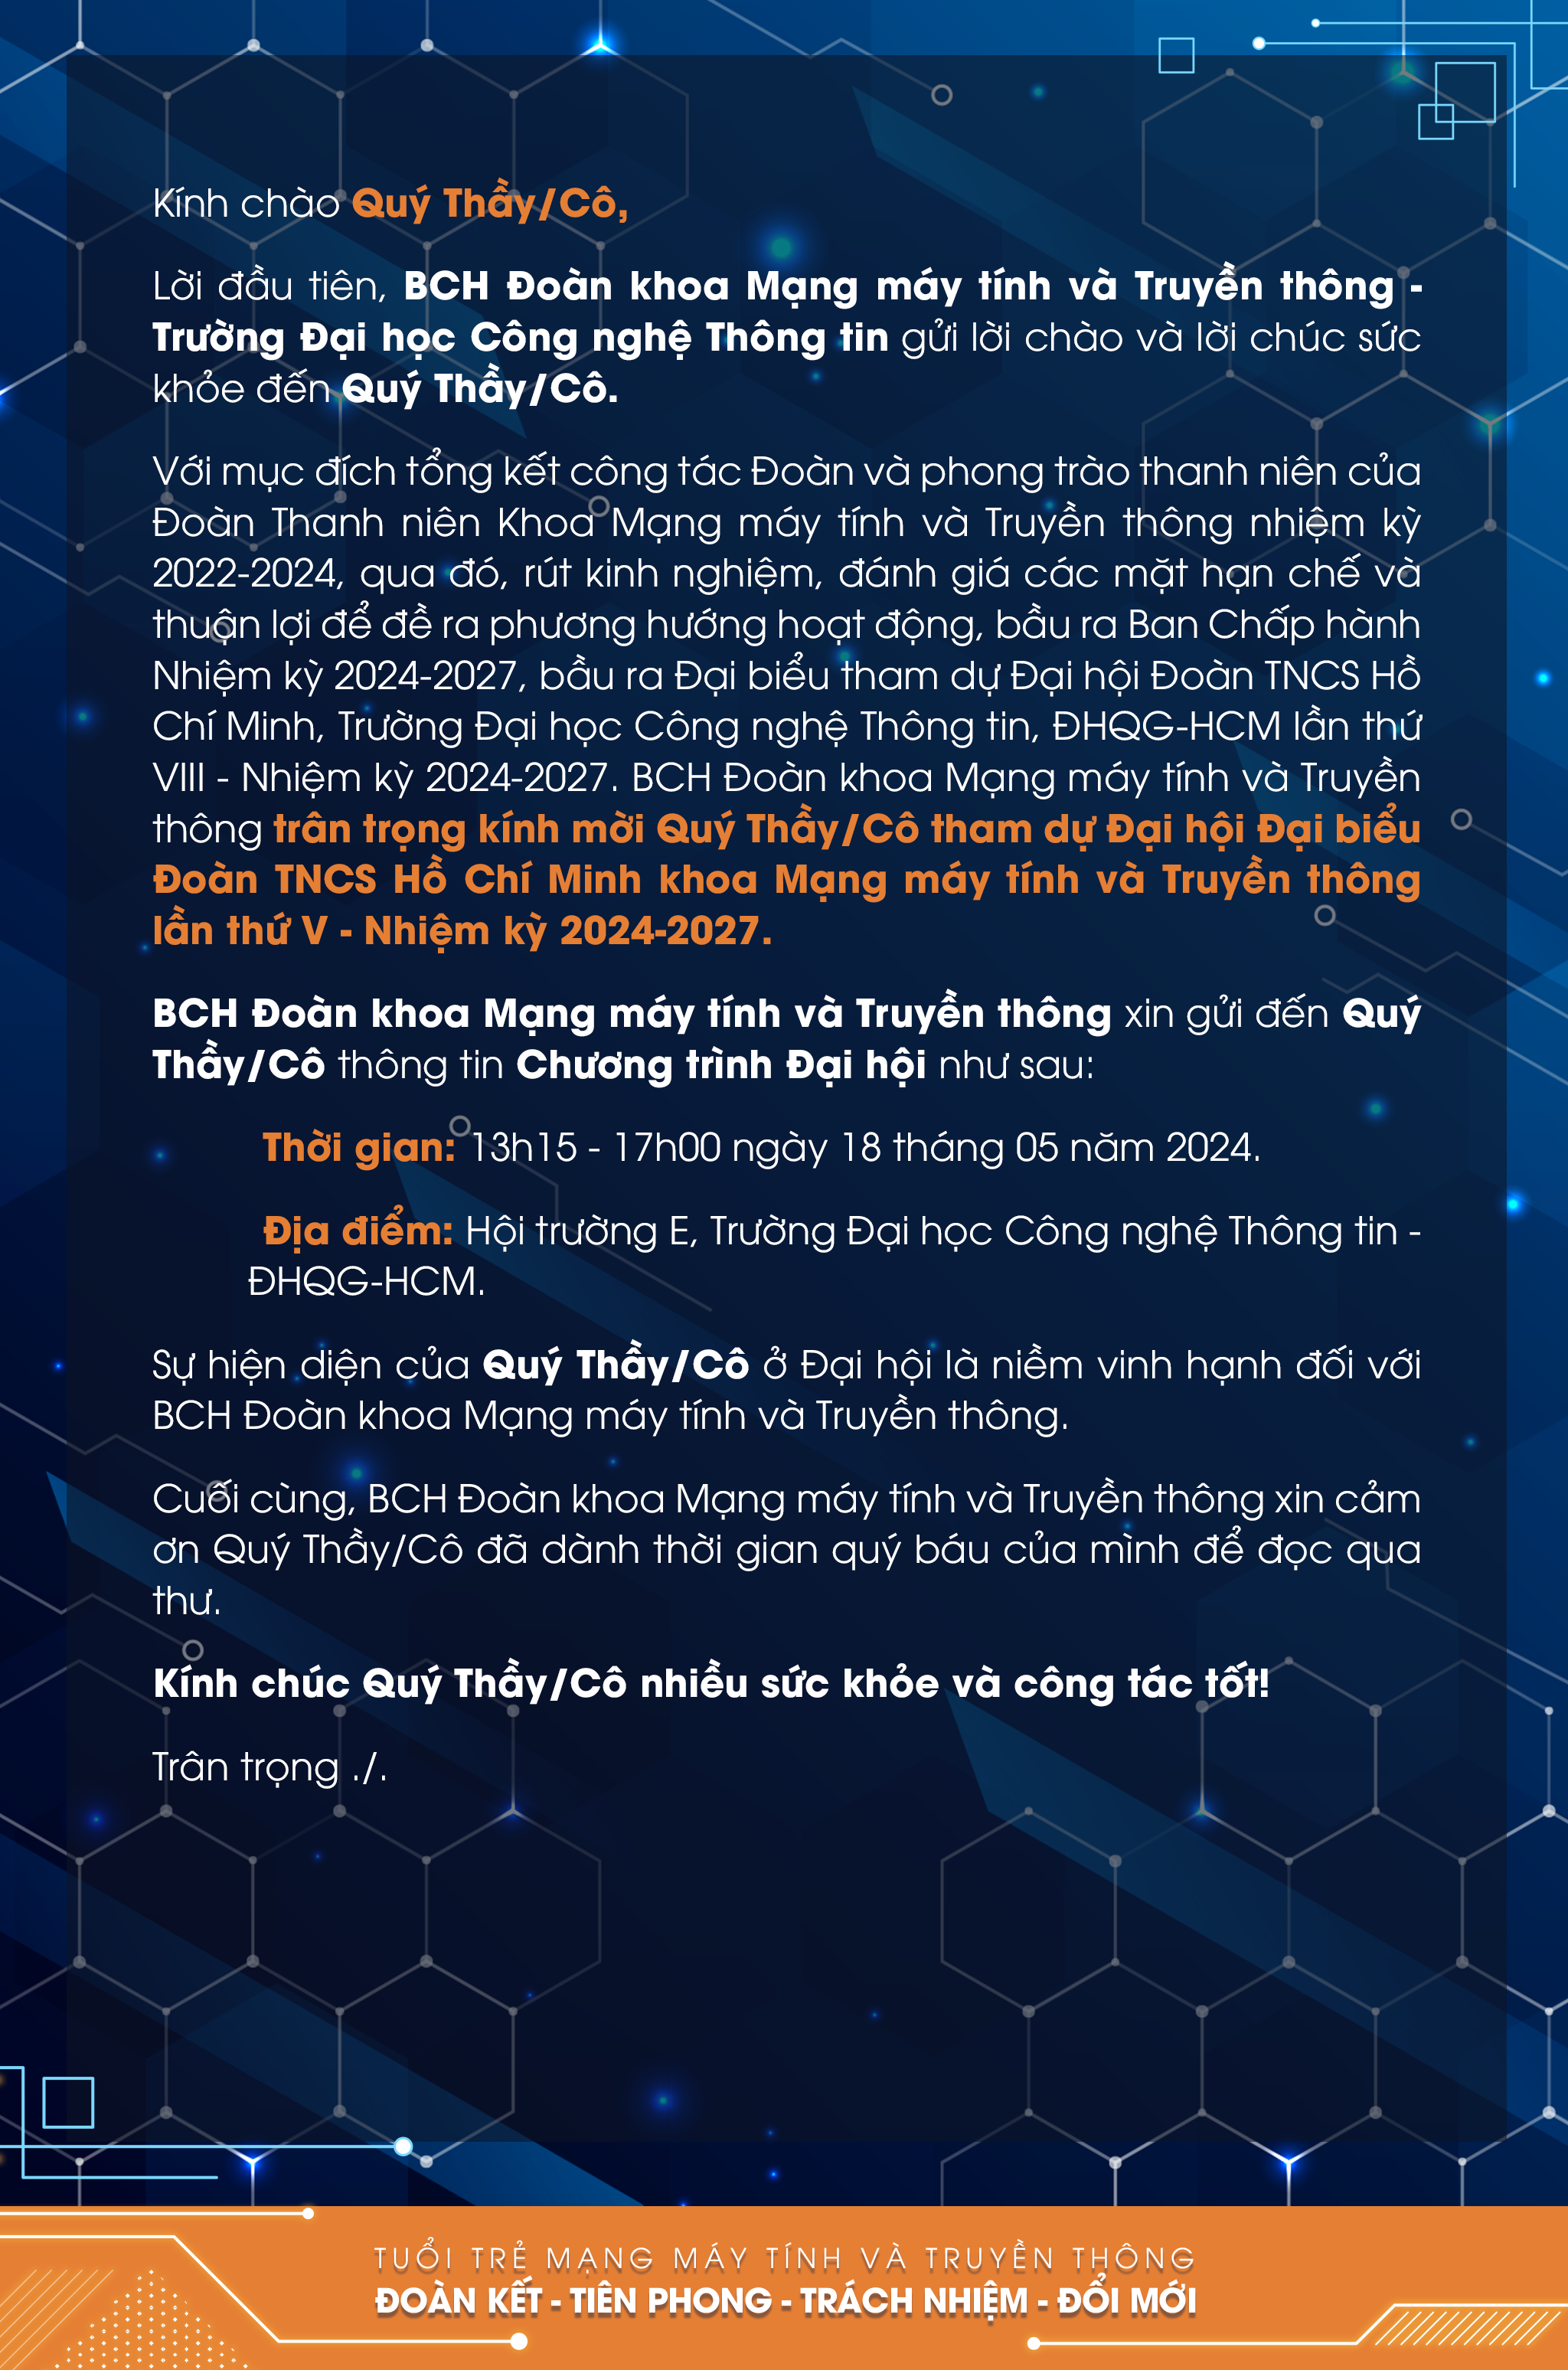 Kính chào Quý Thầy/Cô,
Lời đầu tiên, BCH Đoàn khoa Mạng máy tính và Truyền thông -
Trường Đại học Công nghệ Thông tin gửi lời chào và lời chúc sức
khỏe đến Quý Thầy/Cô.
Với mục đích tổng kết công tác Đoàn và phong trào thanh niên của
Đoàn Thanh niên Khoa Mạng máy tính và Truyền thông nhiệm kỳ
2022-2024, qua đó, rút kinh nghiệm, đánh giá các mặt hạn chế và
thuận lợi để đề ra phương hướng hoạt động, bầu ra Ban Chấp hành
Nhiệm kỳ 2024-2027, bầu ra Đại biểu tham dự Đại hội Đoàn TNCS Hồ
Chí Minh, Trường Đại học Công nghệ Thông tin, ĐHQG-HCM lần thứ
VIII - Nhiệm kỳ 2024-2027. BCH Đoàn khoa Mạng máy tính và Truyền
thông trân trọng kính mời Quý Thầy/Cô tham dự Đại hội Đại biểu
Đoàn TNCS Hồ Chí Minh khoa Mạng máy tính và Truyền thông
lần thứ V - Nhiệm kỳ 2024-2027.
BCH Đoàn khoa Mạng máy tính và Truyền thông xin gửi đến Quý
Thầy/Cô thông tin Chương trình Đại hội như sau:
Thời gian: 13h15 - 17h00 ngày 18 tháng 05 năm 2024.
Địa điểm: Hội trường E, Trường Đại học Công nghệ Thông tin -
ĐHQG-HCM.
Sự hiện diện của Quý Thầy/Cô ở Đại hội là niềm vinh hạnh đối với
BCH Đoàn khoa Mạng máy tính và Truyền thông.
Cuối cùng, BCH Đoàn khoa Mạng máy tính và Truyền thông xin cảm
ơn Quý Thầy/Cô đã dành thời gian quý báu của mình để đọc qua
thư.
Kính chúc Quý Thầy/Cô nhiều sức khỏe và công tác tốt!
Trân trọng ./.
TUỔI TRẺ MẠNG MÁY TÍNH VÀ TRUYỀN THÔNG
ĐOÀN KẾT - TIÊN PHONG - TRÁCH NHIỆM - ĐỔI MỚI